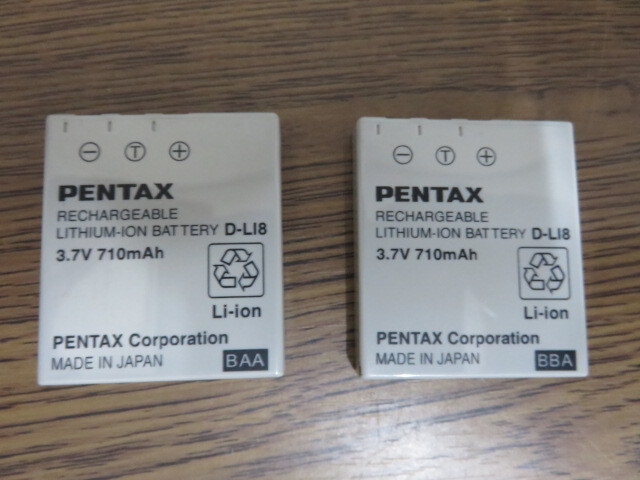 − T +
PENTAX
RECHARGEABLE
LITHIUM-ION BATTERY D-LI8
3.7V 710mAh
Li-ion
PENTAX Corporation
MADE IN JAPAN BAA
− T +
PENTAX
RECHARGEABLE
LITHIUM-ION BATTERY D-LI8
3.7V 710mAh
Li-ion
PENTAX Corporation
MADE IN JAPAN BBA